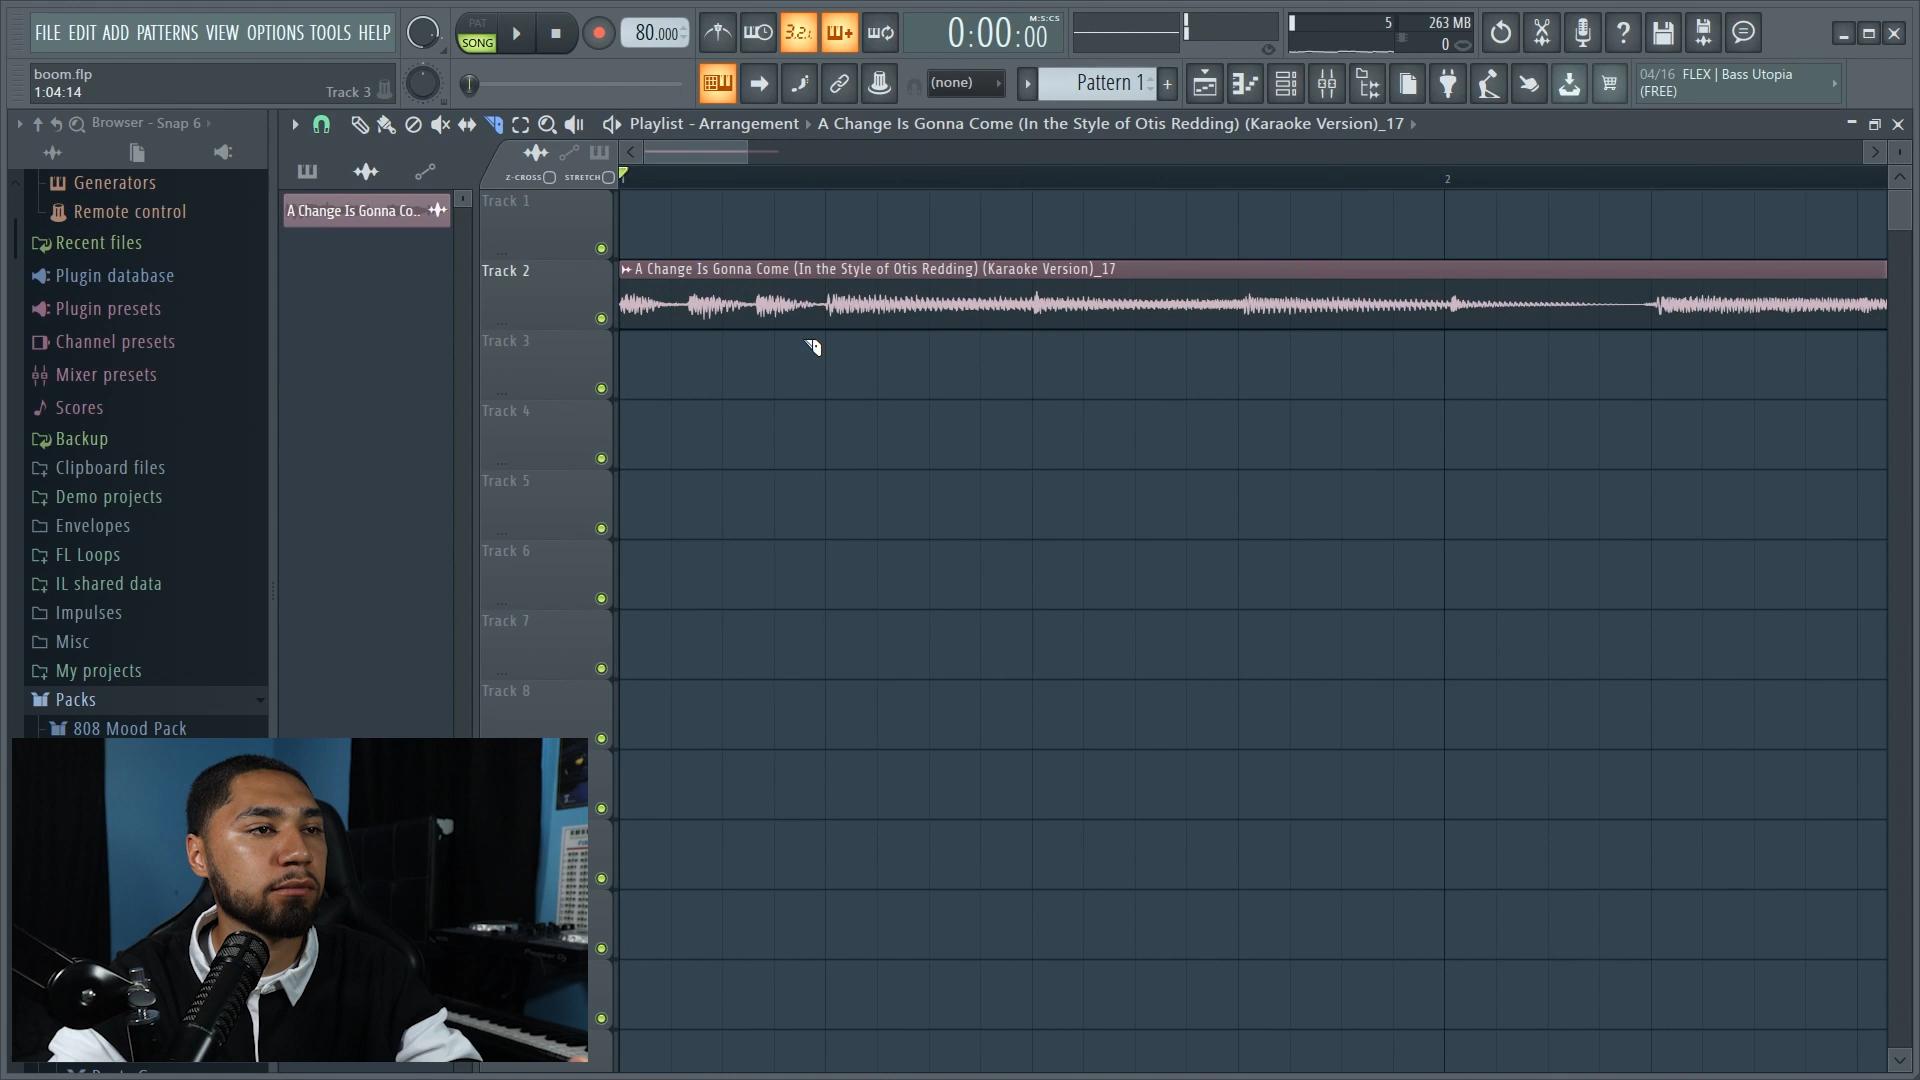 FILE EDIT ADD PATTERNS VIEW OPTIONS TOOLS HELP
PAT
SONG
80.000
3.2.
0:00:00
M:S:CS
5
263 MB
0
boom.flp
1:04:14
Track 3
(none)
Pattern 1
04/16 FLEX | Bass Utopia
(FREE)
Browser - Snap 6
Playlist - Arrangement
A Change Is Gonna Come (In the Style of Otis Redding) (Karaoke Version)_17
Z-CROSS
STRETCH
1
2
Generators
Remote control
Recent files
Plugin database
Plugin presets
Channel presets
Mixer presets
Scores
Backup
Clipboard files
Demo projects
Envelopes
FL Loops
IL shared data
Impulses
Misc
My projects
Packs
808 Mood Pack
A Change Is Gonna Co..
Track 1
Track 2
A Change Is Gonna Come (In the Style of Otis Redding) (Karaoke Version)_17
Track 3
Track 4
Track 5
Track 6
Track 7
Track 8